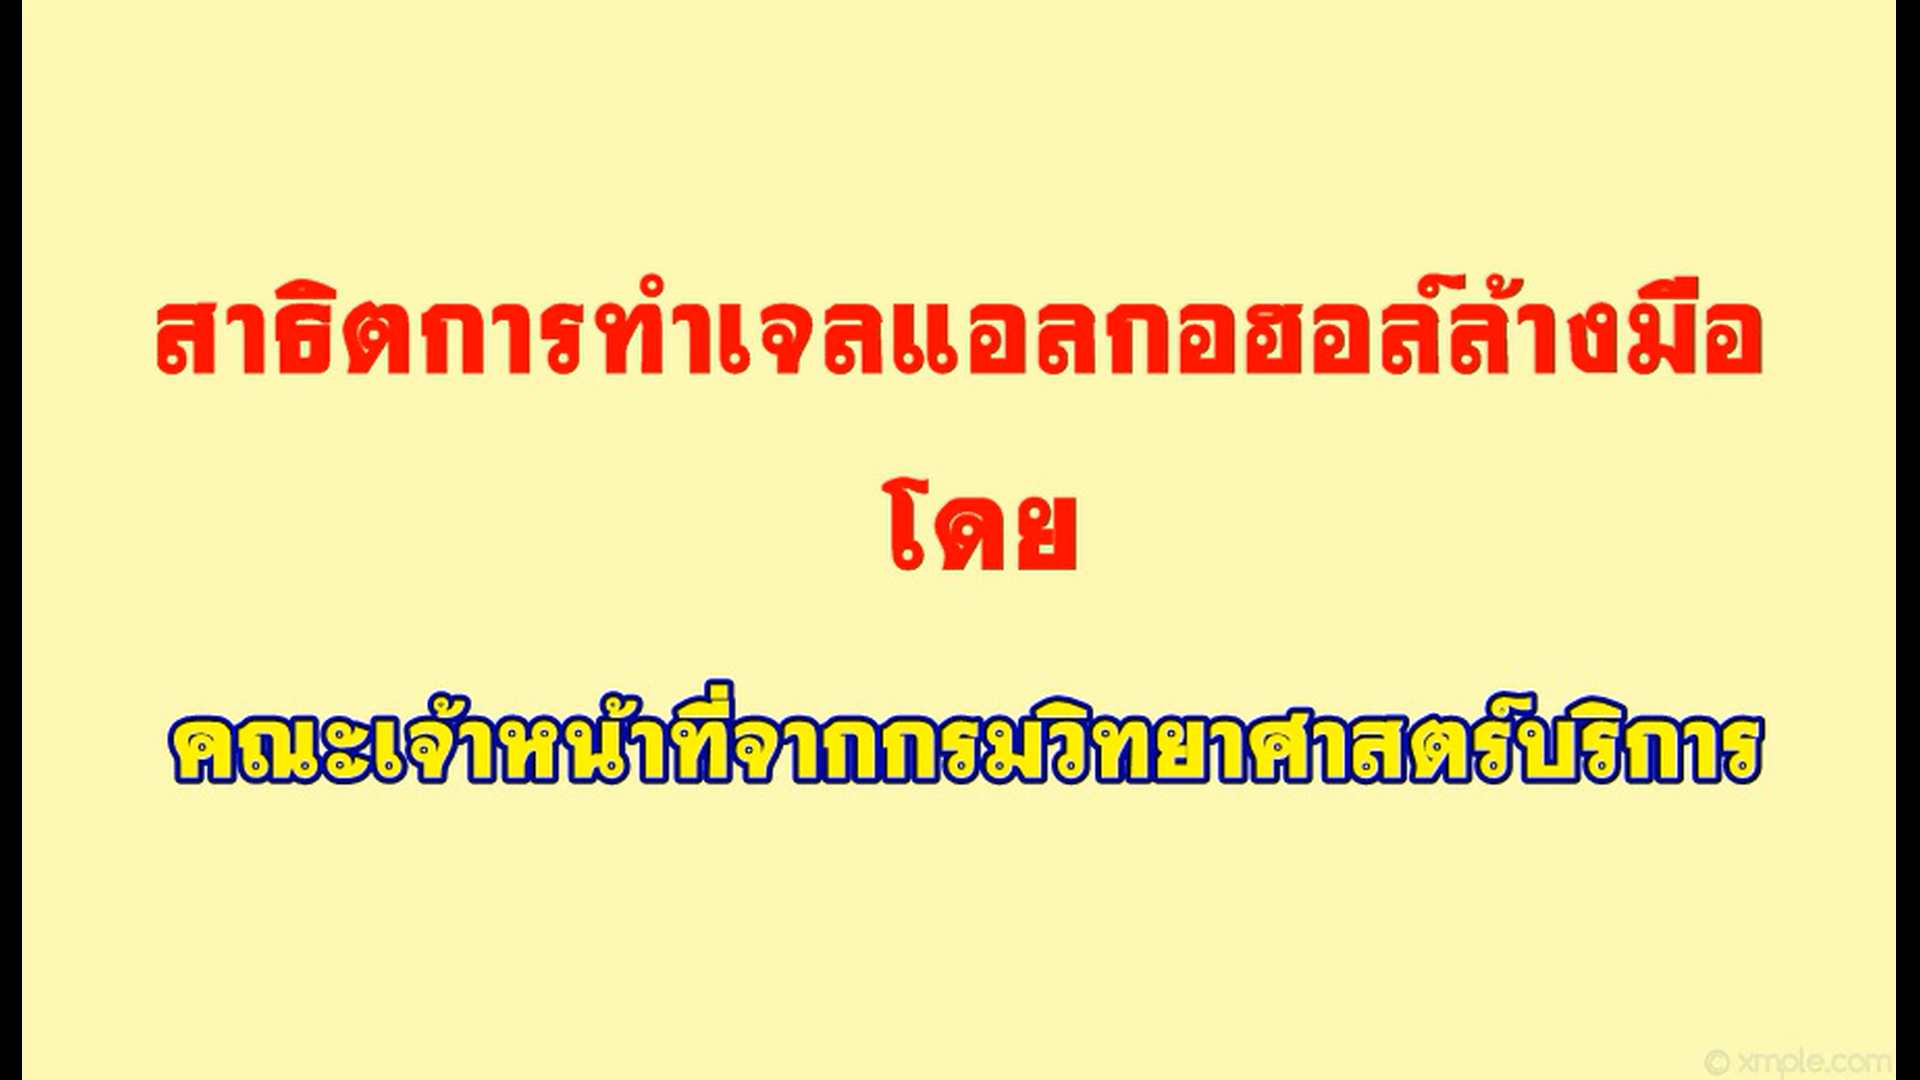 สาธิตการทำเจลแอลกอฮอล์ล้างมือ
โดย
คณะเจ้าหน้าที่จากกรมวิทยาศาสตร์บริการ
© xmple.com